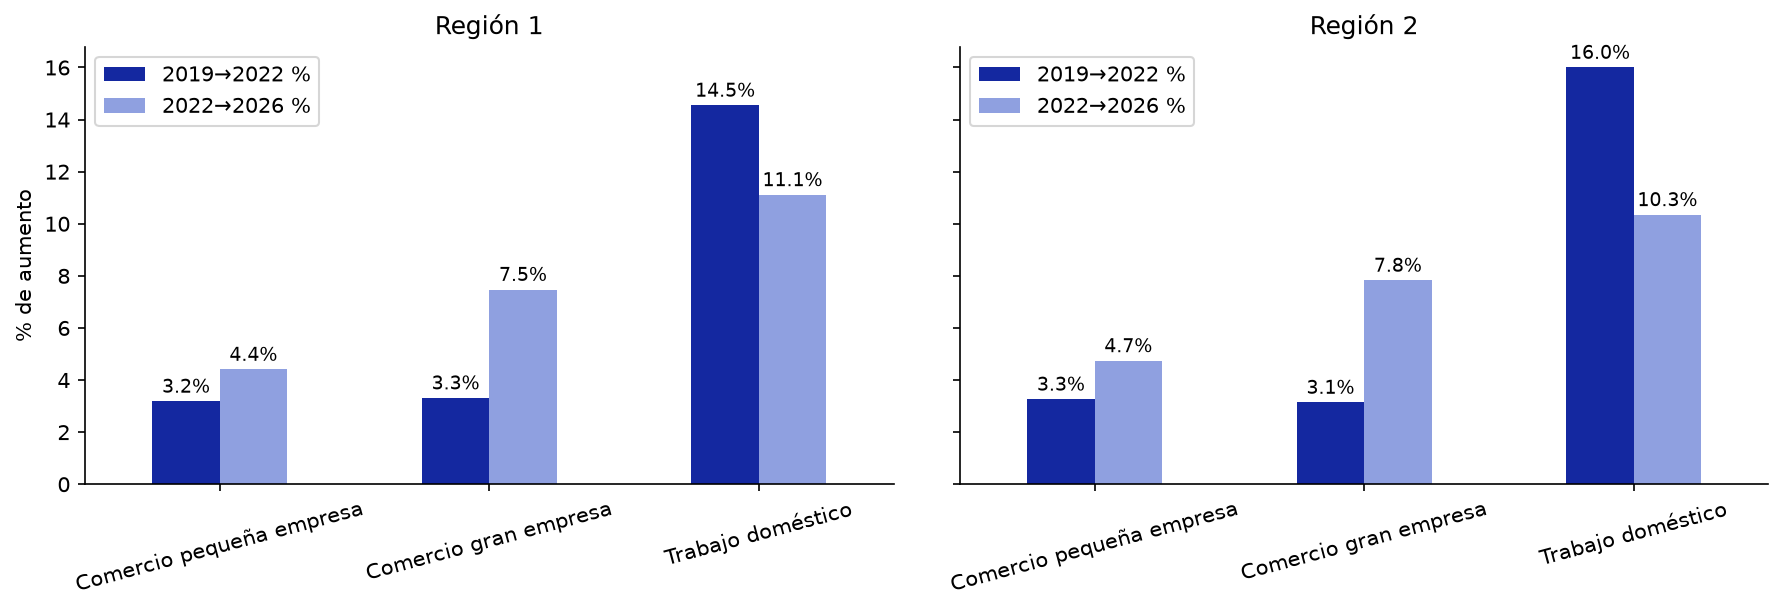 Región 1
2019→2022 %
2022→2026 %
% de aumento
16
14
12
10
8
6
4
2
0
3.2%
4.4%
3.3%
7.5%
14.5%
11.1%
Comercio pequeña empresa
Comercio gran empresa
Trabajo doméstico
Región 2
2019→2022 %
2022→2026 %
3.3%
4.7%
3.1%
7.8%
16.0%
10.3%
Comercio pequeña empresa
Comercio gran empresa
Trabajo doméstico